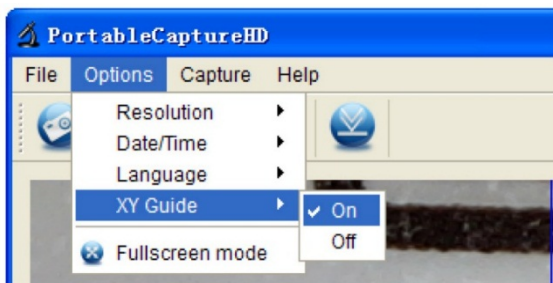 PortableCaptureHD
File Options Capture Help
Resolution
Date/Time
Language
XY Guide
On
Off
Fullscreen mode